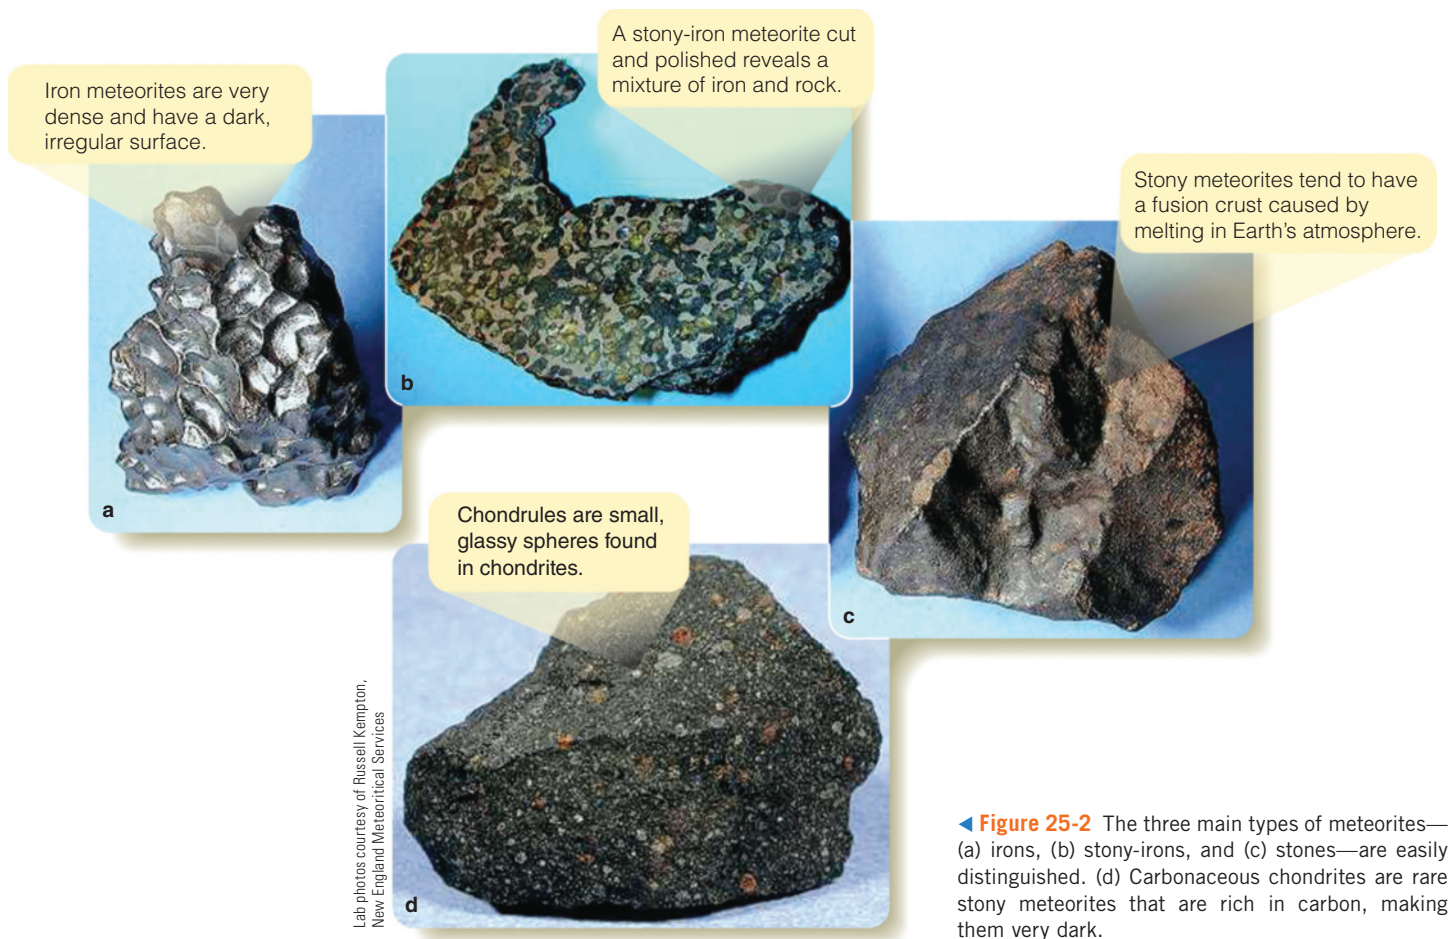 Iron meteorites are very
dense and have a dark,
irregular surface.
A stony-iron meteorite cut
and polished reveals a
mixture of iron and rock.
Stony meteorites tend to have
a fusion crust caused by
melting in Earth's atmosphere.
a
b
c
Chondrules are small,
glassy spheres found
in chondrites.
d
Lab photos courtesy of Russell Kempton,
New England Meteoritical Services
◀ Figure 25-2 The three main types of meteorites—
(a) irons, (b) stony-irons, and (c) stones—are easily
distinguished. (d) Carbonaceous chondrites are rare
stony meteorites that are rich in carbon, making
them very dark.